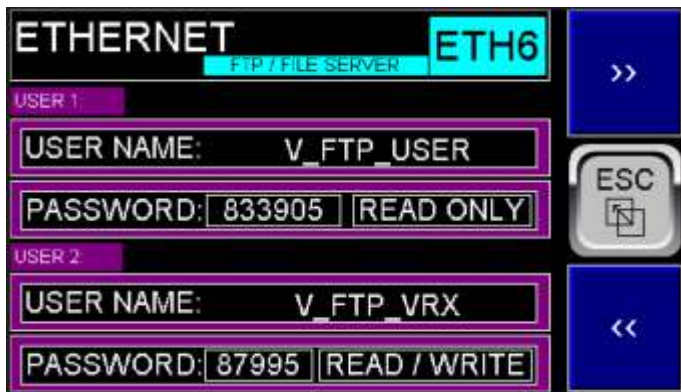 ETHERNET
FTP / FILE SERVER
ETH6
>>
USER 1:
USER NAME: V_FTP_USER
ESC
PASSWORD: 833905 READ ONLY
USER 2:
USER NAME: V_FTP_VRX
<<
PASSWORD: 87995 READ / WRITE